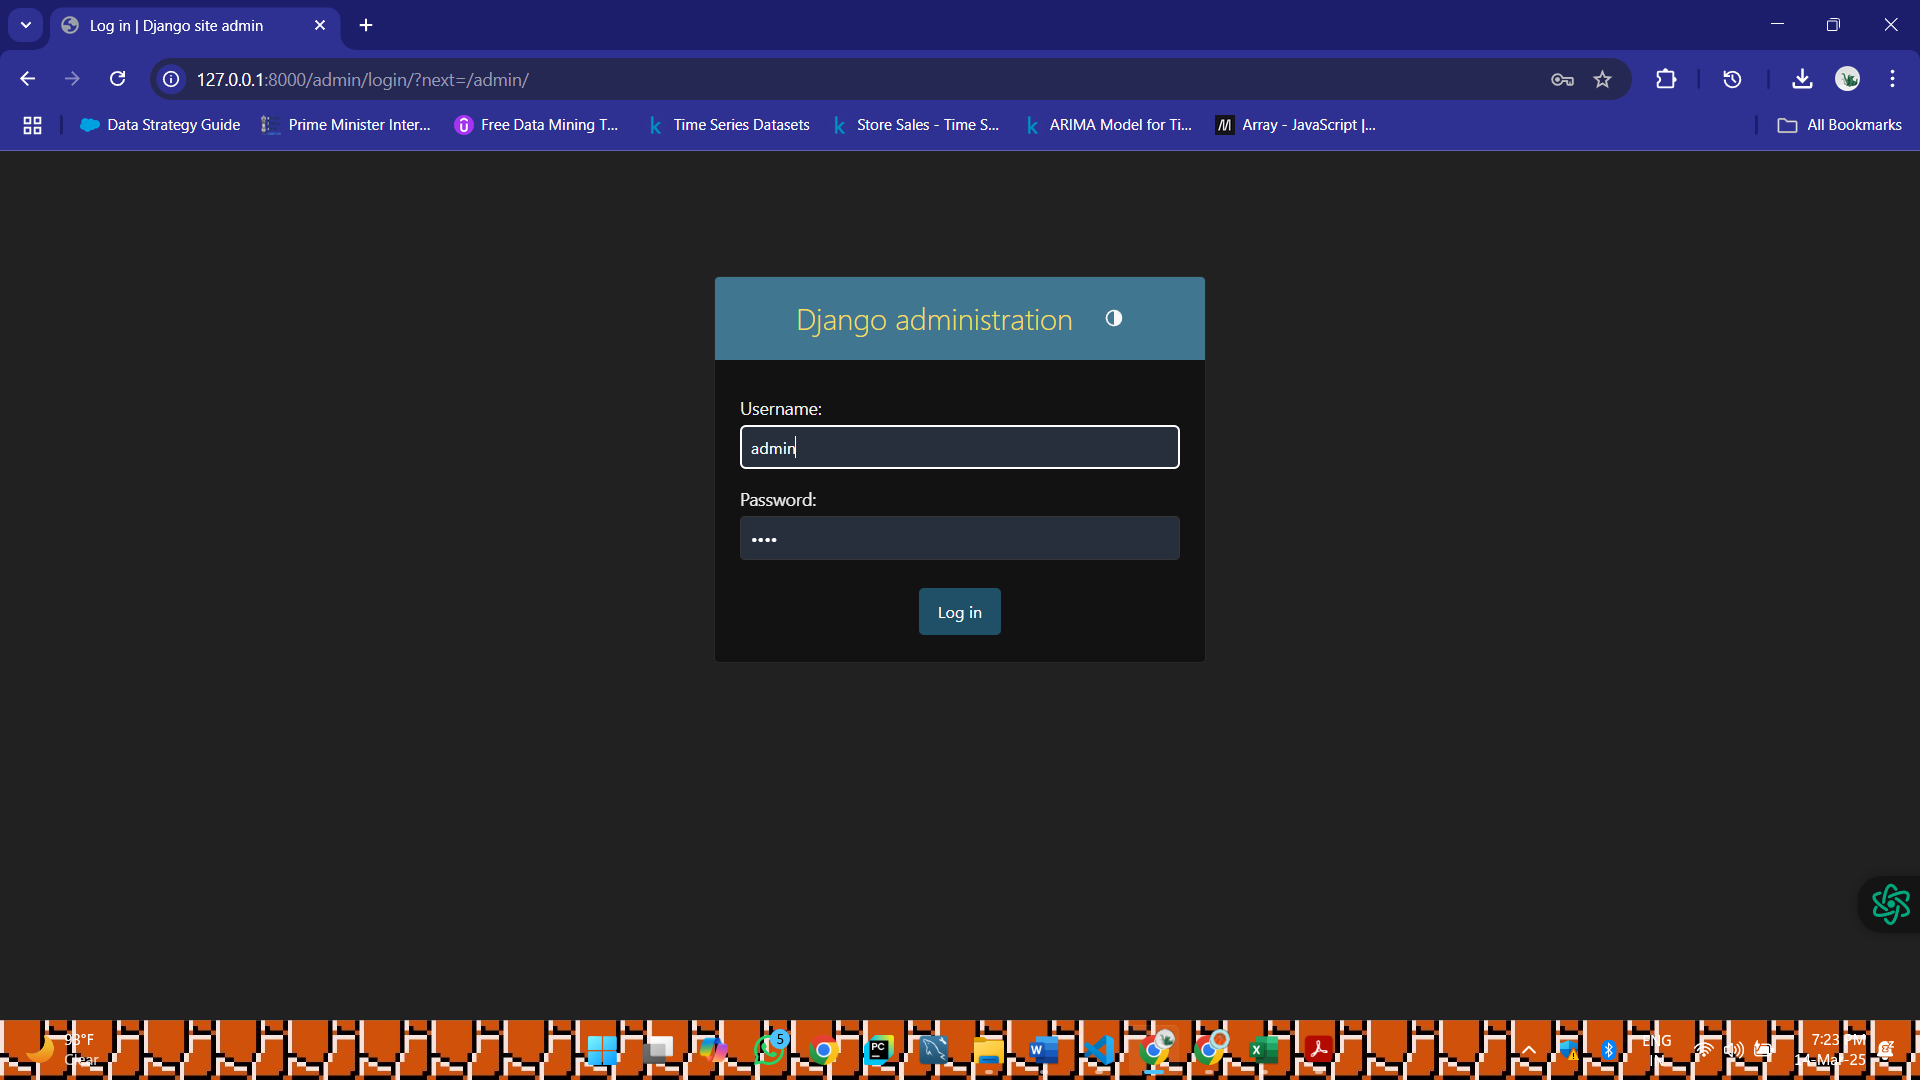 Log in | Django site admin
127.0.0.1:8000/admin/login/?next=/admin/
Data Strategy Guide
Prime Minister Inter...
Free Data Mining T...
Time Series Datasets
Store Sales - Time S...
ARIMA Model for Ti...
Array - JavaScript |...
All Bookmarks
Django administration
Username:
admin
Password:
Log in
93°F
Clear
5
PC
W
X
ENG
IN
7:23 PM
14-Mar-25